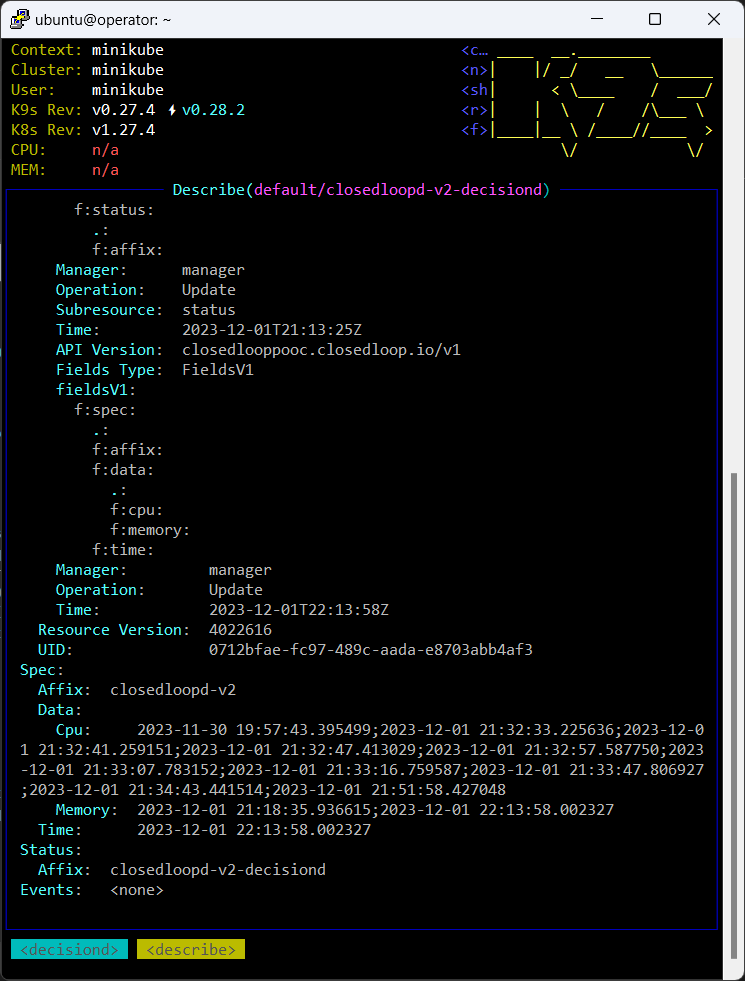 ubuntu@operator: ~
Context: minikube <c…
Cluster: minikube <n>
User: minikube <sh
K9s Rev: v0.27.4 ⚡v0.28.2 <r>
K8s Rev: v1.27.4 <f>
CPU: n/a
MEM: n/a
Describe(default/closedloopd-v2-decisiond)
f:status:
.:
f:affix:
Manager: manager
Operation: Update
Subresource: status
Time: 2023-12-01T21:13:25Z
API Version: closedlooppooc.closedloop.io/v1
Fields Type: FieldsV1
fieldsV1:
f:spec:
.:
f:affix:
f:data:
.:
f:cpu:
f:memory:
f:time:
Manager: manager
Operation: Update
Time: 2023-12-01T22:13:58Z
Resource Version: 4022616
UID: 0712bfae-fc97-489c-aada-e8703abb4af3
Spec:
Affix: closedloopd-v2
Data:
Cpu: 2023-11-30 19:57:43.395499;2023-12-01 21:32:33.225636;2023-12-0
1 21:32:41.259151;2023-12-01 21:32:47.413029;2023-12-01 21:32:57.587750;2023
-12-01 21:33:07.783152;2023-12-01 21:33:16.759587;2023-12-01 21:33:47.806927
;2023-12-01 21:34:43.441514;2023-12-01 21:51:58.427048
Memory: 2023-12-01 21:18:35.936615;2023-12-01 22:13:58.002327
Time: 2023-12-01 22:13:58.002327
Status:
Affix: closedloopd-v2-decisiond
Events: <none>
<decisiond> <describe>